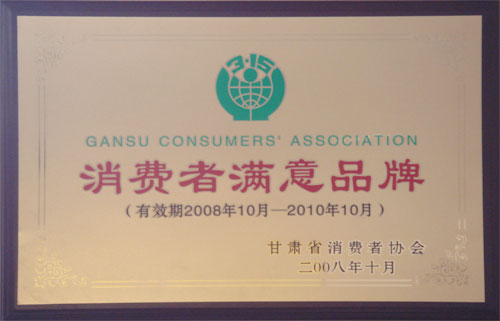 3·15
GANSU CONSUMERS' ASSOCIATION
消费者满意品牌
(有效期2008年10月—2010年10月)
甘肃省消费者协会
二00八年十月